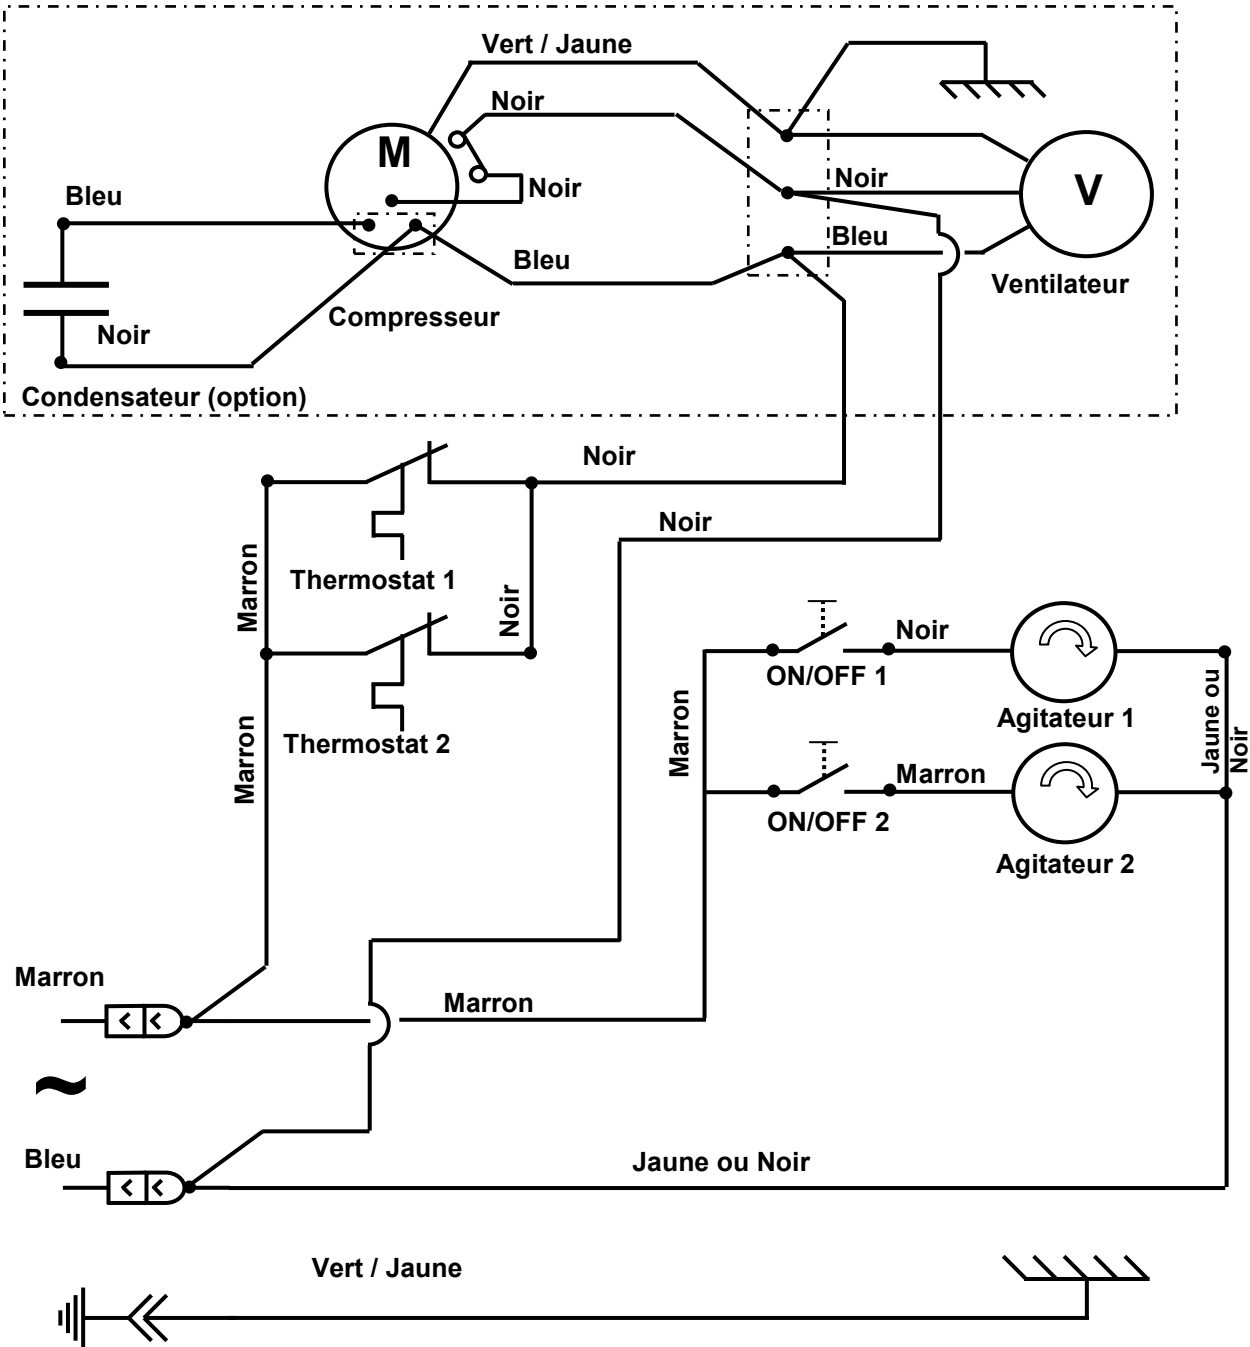 Vert / Jaune
Noir
M
Noir
Noir
V
Bleu
Bleu
Bleu
Ventilateur
Compresseur
Noir
Condensateur (option)
Noir
Noir
Marron
Thermostat 1
Noir
Noir
ON/OFF 1
Agitateur 1
Jaune ou
Noir
Marron
Marron
Thermostat 2
Marron
ON/OFF 2
Agitateur 2
Marron
Marron
~
Bleu
Jaune ou Noir
Vert / Jaune